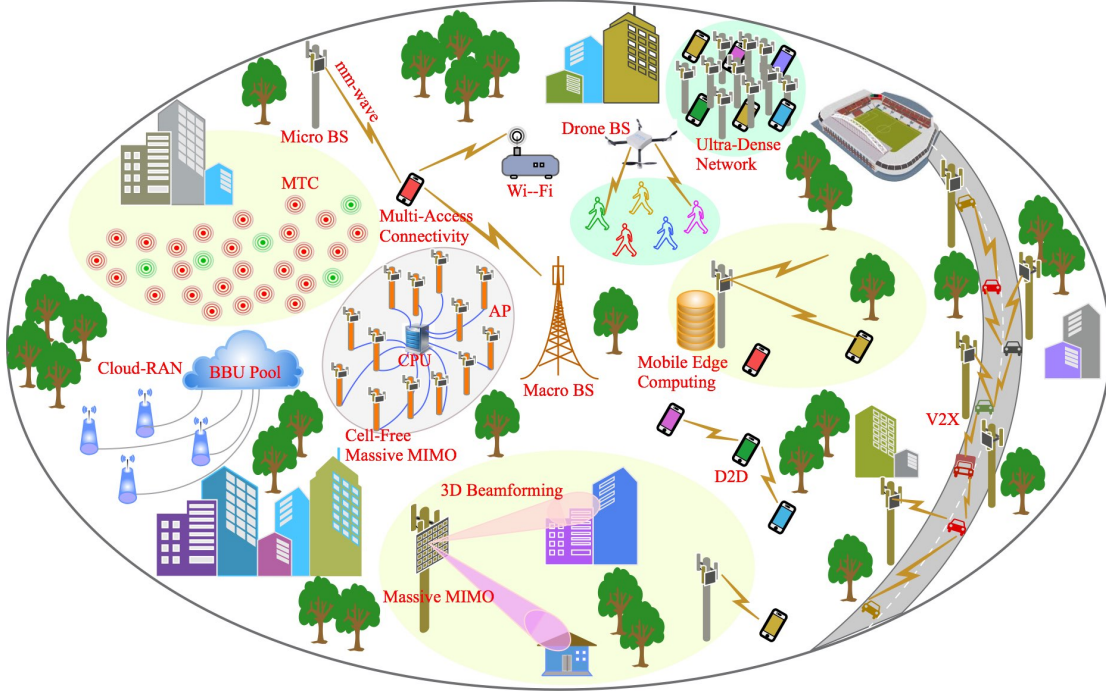 mm-wave
Micro BS
Drone BS
Ultra-Dense
Network
Wi--Fi
MTC
Multi-Access
Connectivity
AP
CPU
Macro BS
Mobile Edge
Computing
Cloud-RAN
BBU Pool
V2X
Cell-Free
Massive MIMO
D2D
3D Beamforming
Massive MIMO